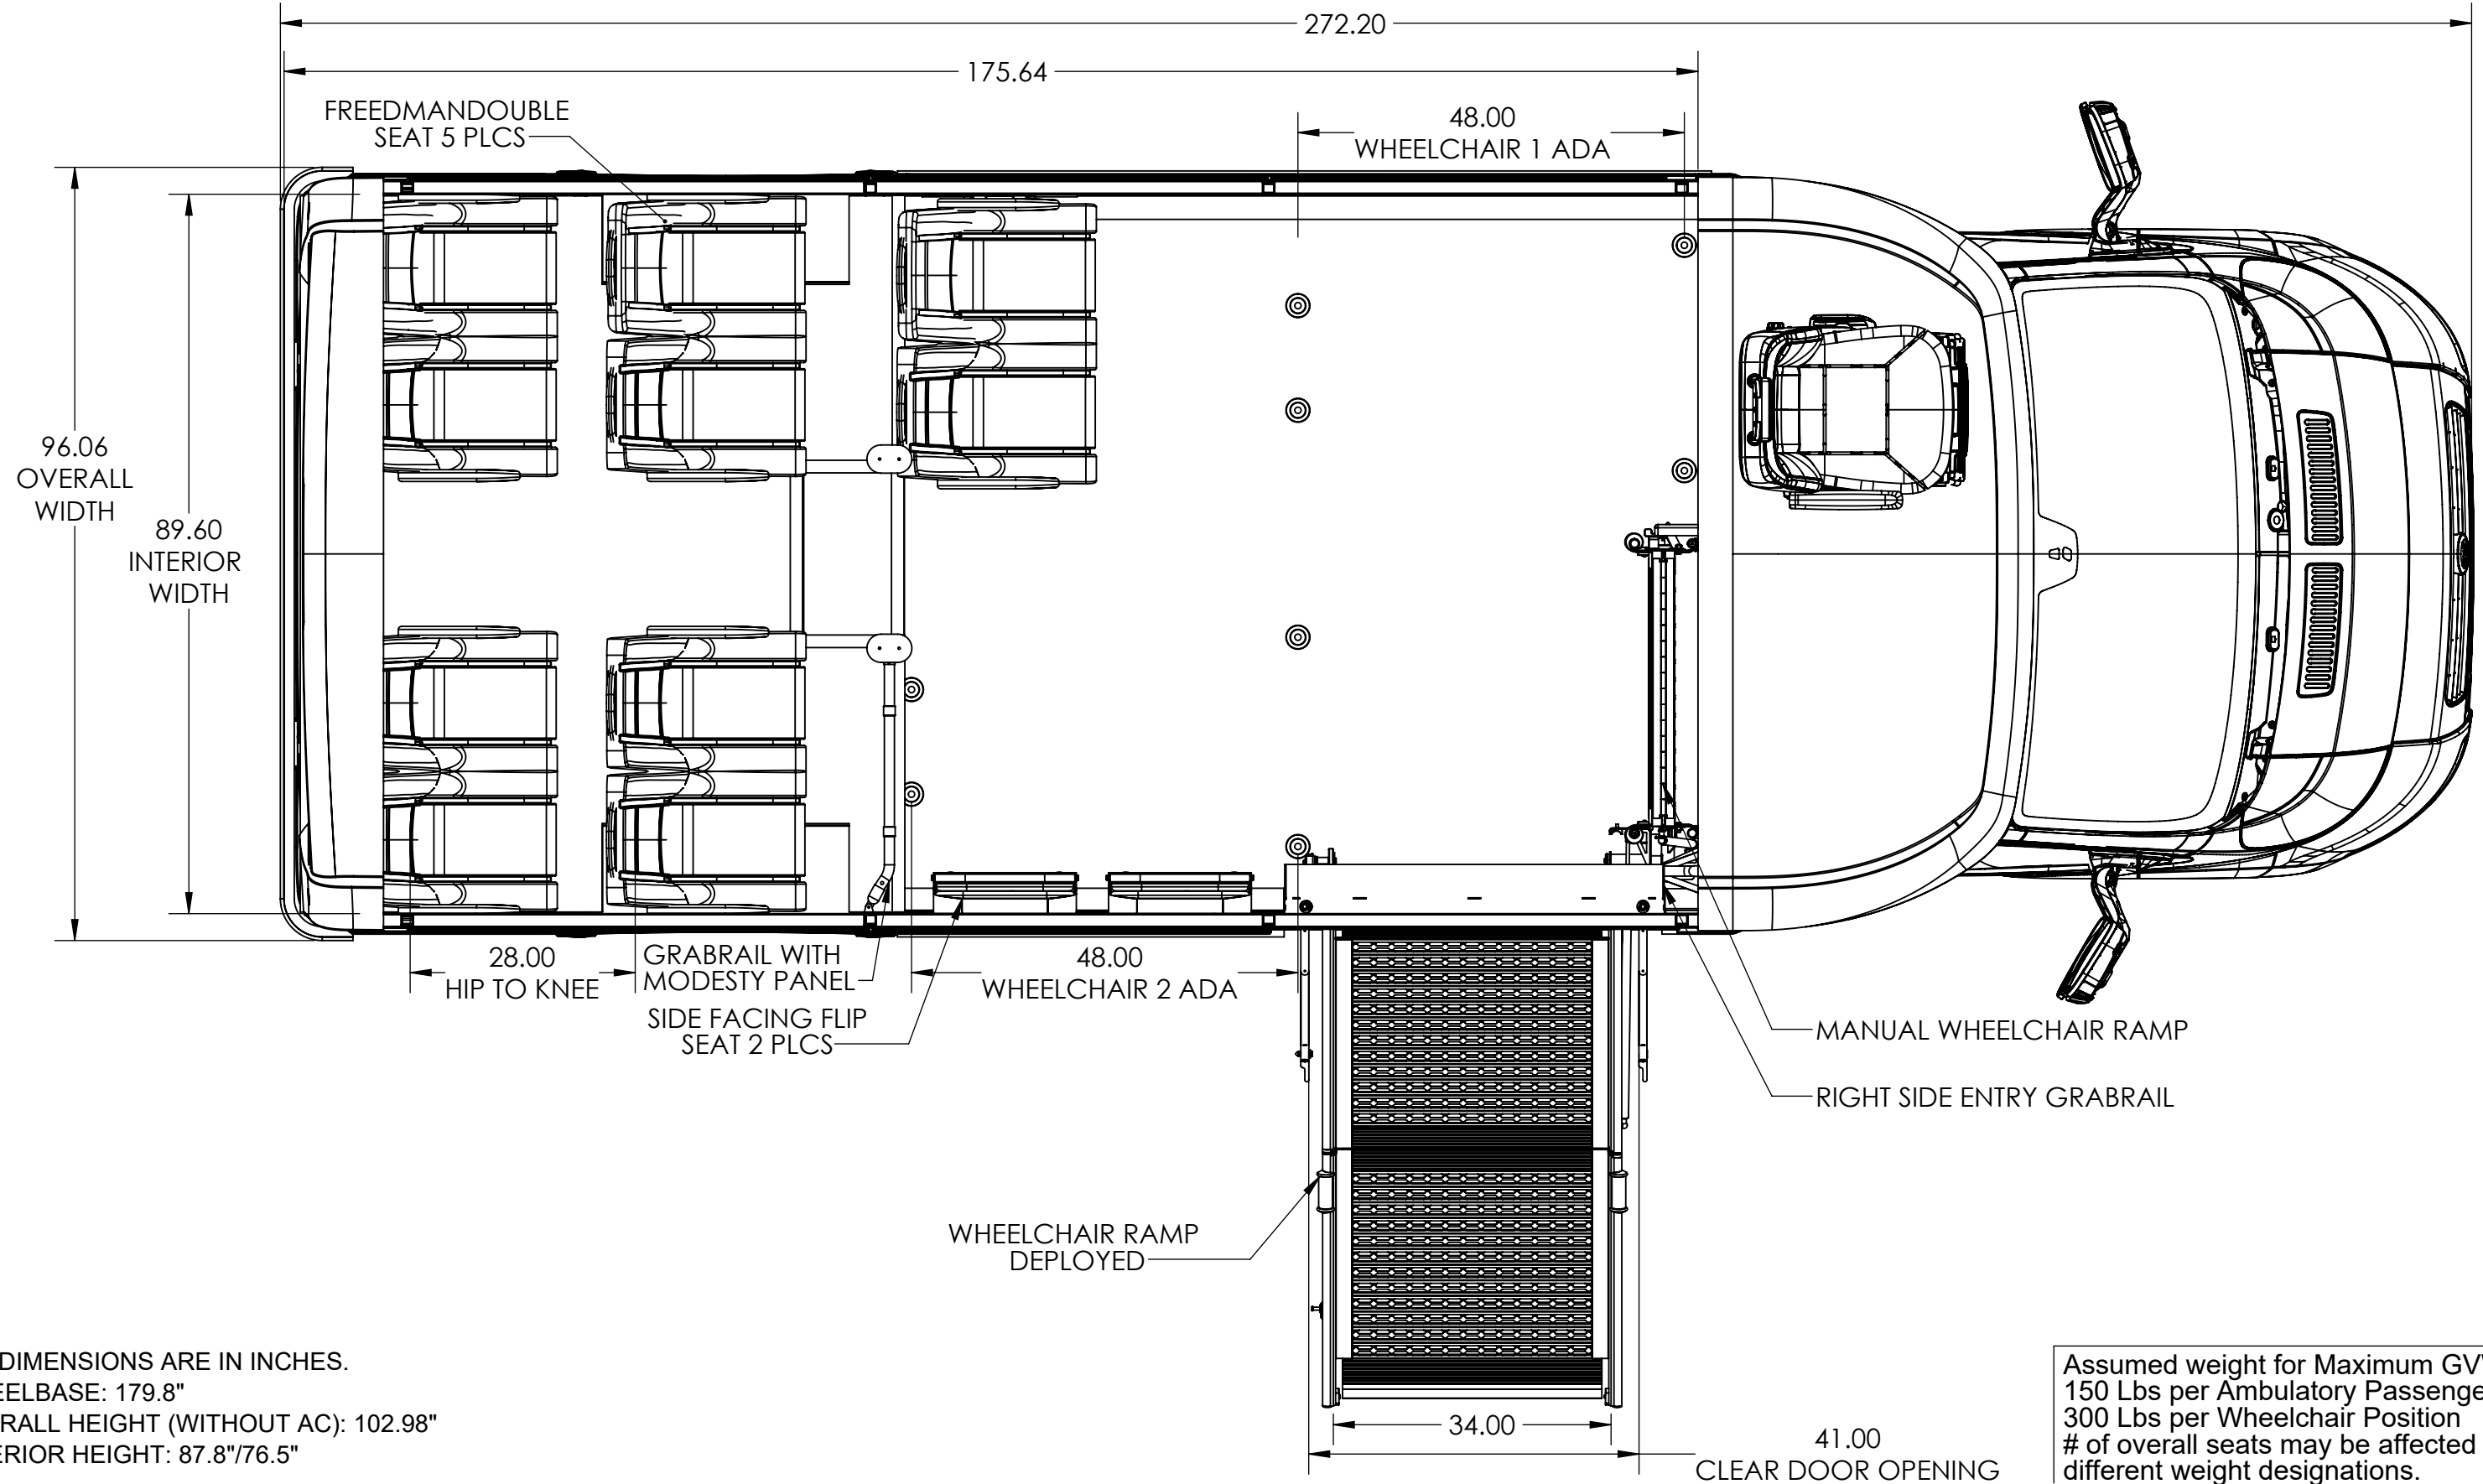 272.20
175.64
FREEDMANDOUBLE
SEAT 5 PLCS
48.00
WHEELCHAIR 1 ADA
96.06
OVERALL
WIDTH
89.60
INTERIOR
WIDTH
28.00
HIP TO KNEE
GRABRAIL WITH
MODESTY PANEL
48.00
WHEELCHAIR 2 ADA
SIDE FACING FLIP
SEAT 2 PLCS
MANUAL WHEELCHAIR RAMP
RIGHT SIDE ENTRY GRABRAIL
WHEELCHAIR RAMP
DEPLOYED
34.00
41.00
CLEAR DOOR OPENING
DIMENSIONS ARE IN INCHES.
EELBASE: 179.8"
RALL HEIGHT (WITHOUT AC): 102.98"
ERIOR HEIGHT: 87.8"/76.5"
Assumed weight for Maximum GV
150 Lbs per Ambulatory Passenge
300 Lbs per Wheelchair Position
# of overall seats may be affected
different weight designations.